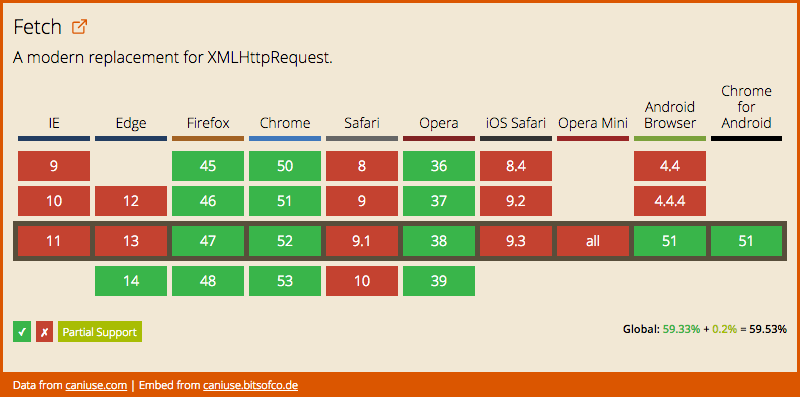 Fetch
A modern replacement for XMLHttpRequest.
IE Edge Firefox Chrome Safari Opera iOS Safari Opera Mini Android Browser Chrome for Android
9 45 50 8 36 8.4 4.4
10 12 46 51 9 37 9.2 4.4.4
11 13 47 52 9.1 38 9.3 all 51 51
14 48 53 10 39
✓ ✗ Partial Support Global: 59.33% + 0.2% = 59.53%
Data from caniuse.com | Embed from caniuse.bitsofco.de